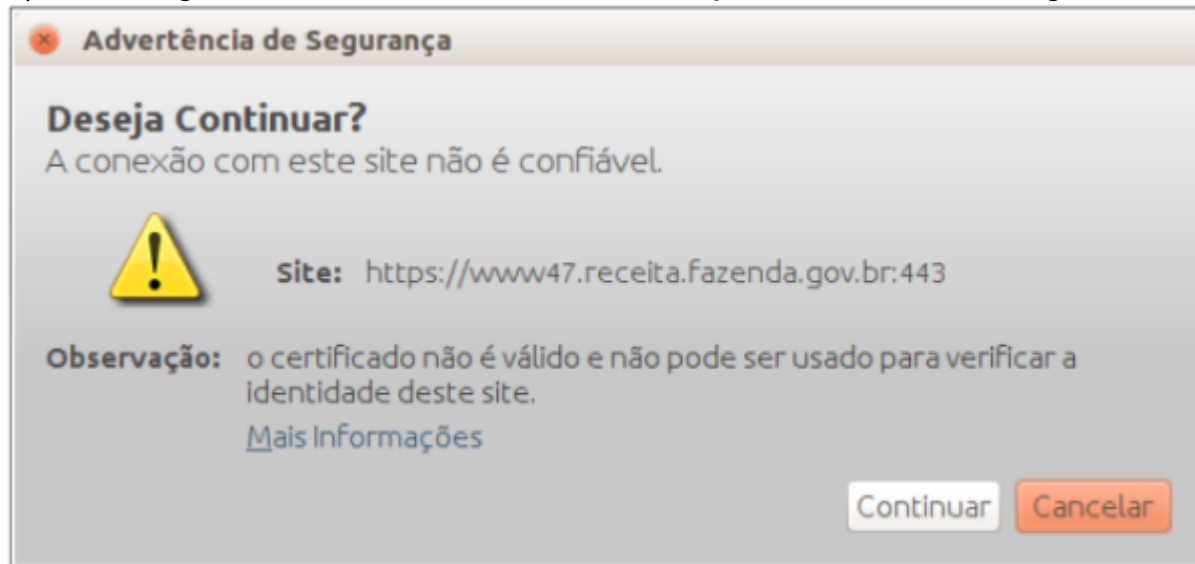 Advertência de Segurança
Deseja Continuar?
A conexão com este site não é confiável.
Site: https://www47.receita.fazenda.gov.br:443
Observação: o certificado não é válido e não pode ser usado para verificar a
identidade deste site.
Mais Informações
Continuar Cancelar